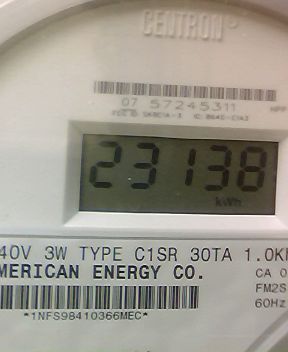 CENTRON
07 57245311
23138
kWh
40V 3W TYPE C1SR 30TA 1.0K
MERICAN ENERGY CO.
CA 0
FM2S
60Hz
*1NFS98410366MEC*